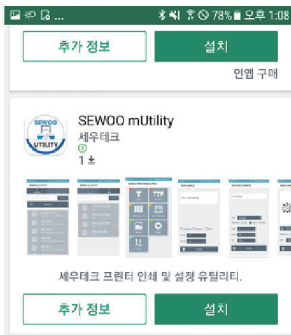 78% 오후 1:08
추가 정보
설치
인앱 구매
SEWOO
UTILITY
SEWOO mUtility
세우테크
1
세우테크 프린터 인쇄 및 설정 유틸리티.
추가 정보
설치